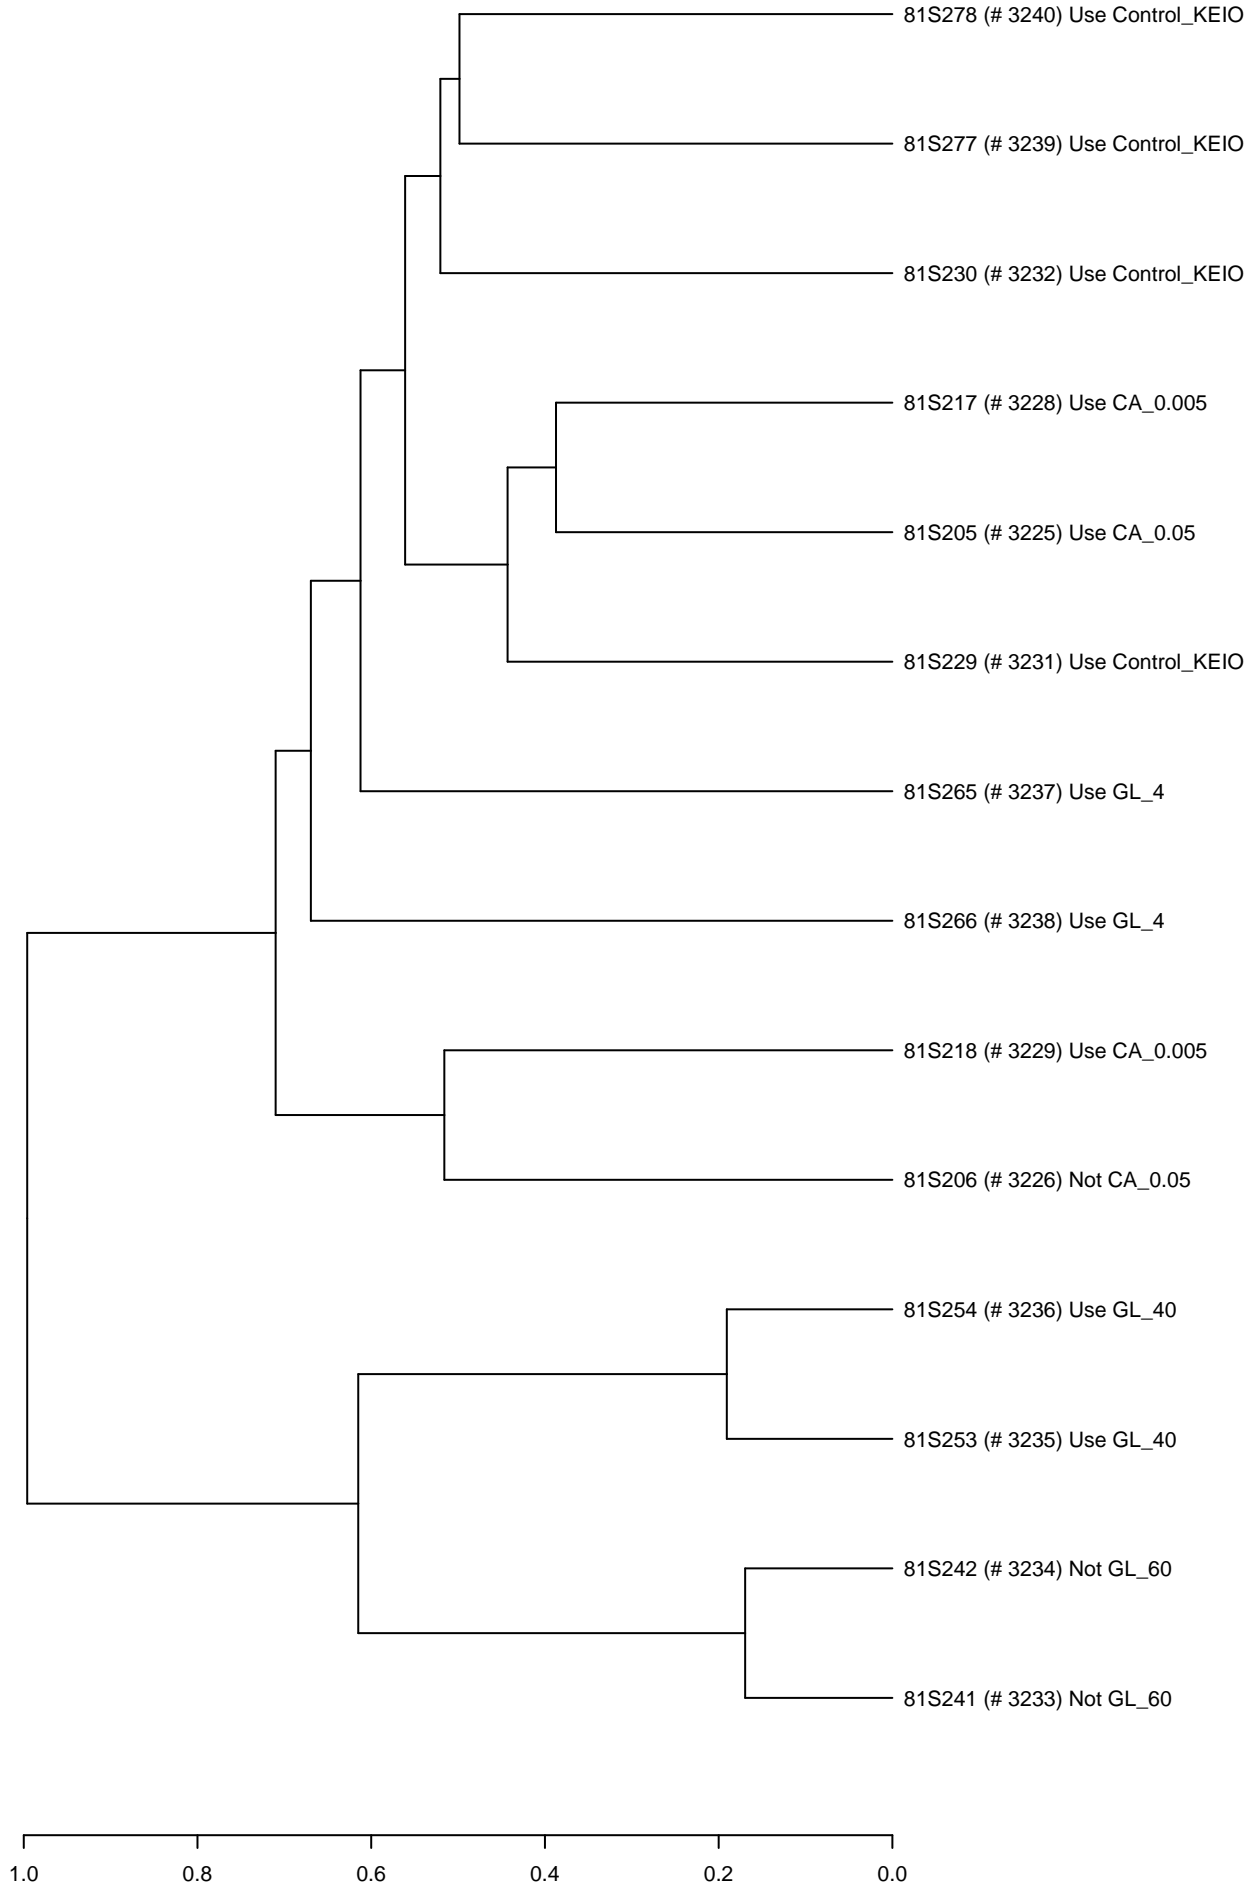 81S278 (# 3240) Use Control_KEIO
81S277 (# 3239) Use Control_KEIO
81S230 (# 3232) Use Control_KEIO
81S217 (# 3228) Use CA_0.005
81S205 (# 3225) Use CA_0.05
81S229 (# 3231) Use Control_KEIO
81S265 (# 3237) Use GL_4
81S266 (# 3238) Use GL_4
81S218 (# 3229) Use CA_0.005
81S206 (# 3226) Not CA_0.05
81S254 (# 3236) Use GL_40
81S253 (# 3235) Use GL_40
81S242 (# 3234) Not GL_60
81S241 (# 3233) Not GL_60
1.0 0.8 0.6 0.4 0.2 0.0